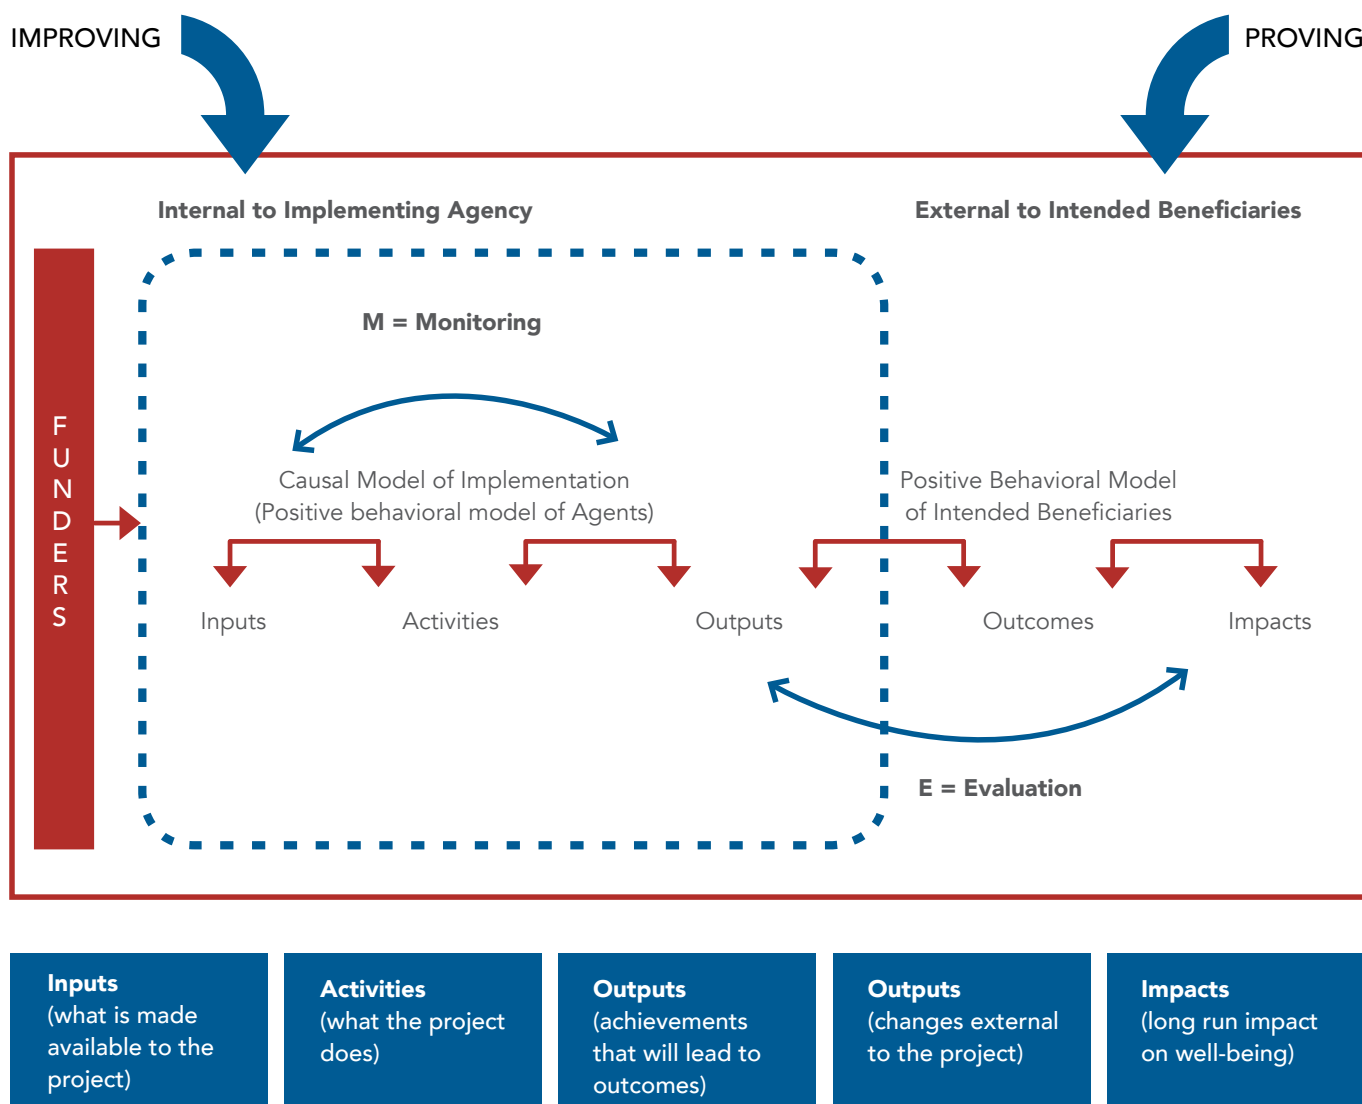 IMPROVING
PROVING
Internal to Implementing Agency
External to Intended Beneficiaries
M = Monitoring
FUNDERS
Causal Model of Implementation
(Positive behavioral model of Agents)
Positive Behavioral Model
of Intended Beneficiaries
Inputs
Activities
Outputs
Outcomes
Impacts
E = Evaluation
Inputs
(what is made
available to the
project)
Activities
(what the project
does)
Outputs
(achievements
that will lead to
outcomes)
Outputs
(changes external
to the project)
Impacts
(long run impact
on well-being)